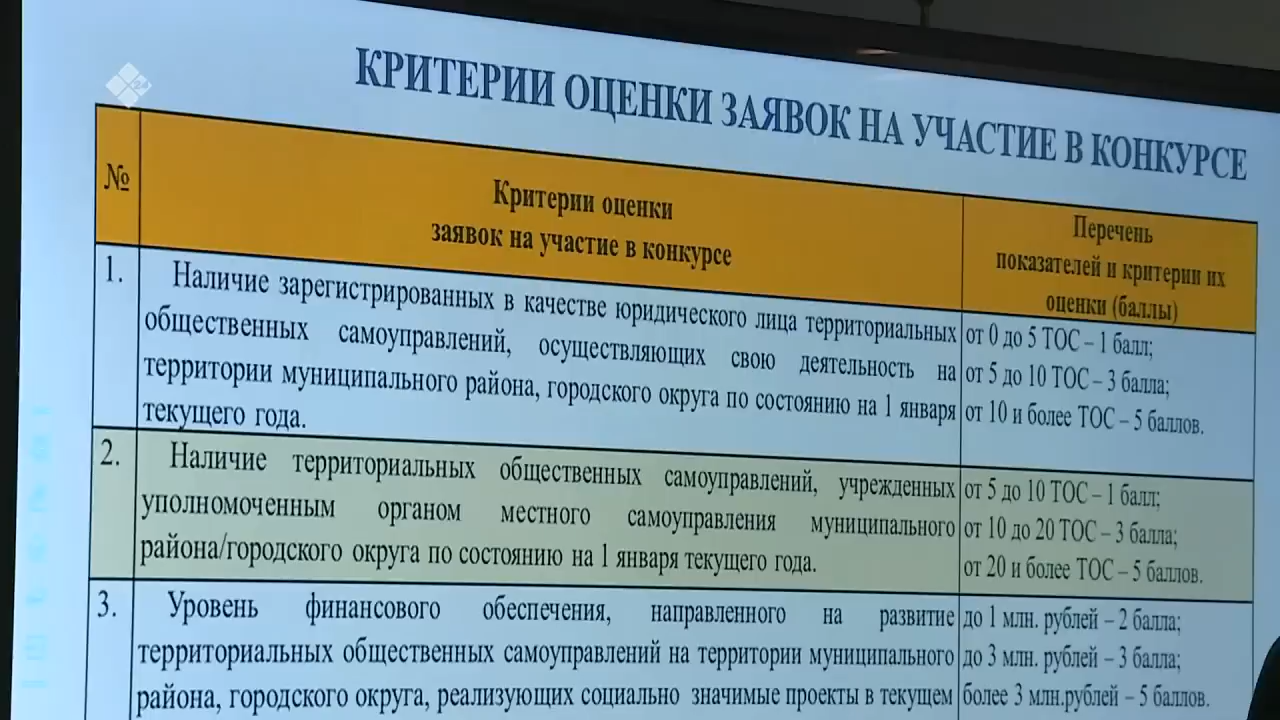 КРИТЕРИИ ОЦЕНКИ ЗАЯВОК НА УЧАСТИЕ В КОНКУРСЕ
№
Критерии оценки
заявок на участие в конкурсе
Перечень
показателей и критерии их
оценки (баллы)
1.
Наличие зарегистрированных в качестве юридического лица территориальных
общественных самоуправлений, осуществляющих свою деятельность на
территории муниципального района, городского округа по состоянию на 1 января
текущего года.
от 0 до 5 ТОС – 1 балл;
от 5 до 10 ТОС – 3 балла;
от 10 и более ТОС – 5 баллов.
2.
Наличие территориальных общественных самоуправлений, учрежденных
уполномоченным органом местного самоуправления муниципального
района/городского округа по состоянию на 1 января текущего года.
от 5 до 10 ТОС – 1 балл;
от 10 до 20 ТОС – 3 балла;
от 20 и более ТОС – 5 баллов.
3.
Уровень финансового обеспечения, направленного на развитие
территориальных общественных самоуправлений на территории муниципального
района, городского округа, реализующих социально значимые проекты в текущем
до 1 млн. рублей – 2 балла;
до 3 млн. рублей – 3 балла;
более 3 млн.рублей – 5 баллов.